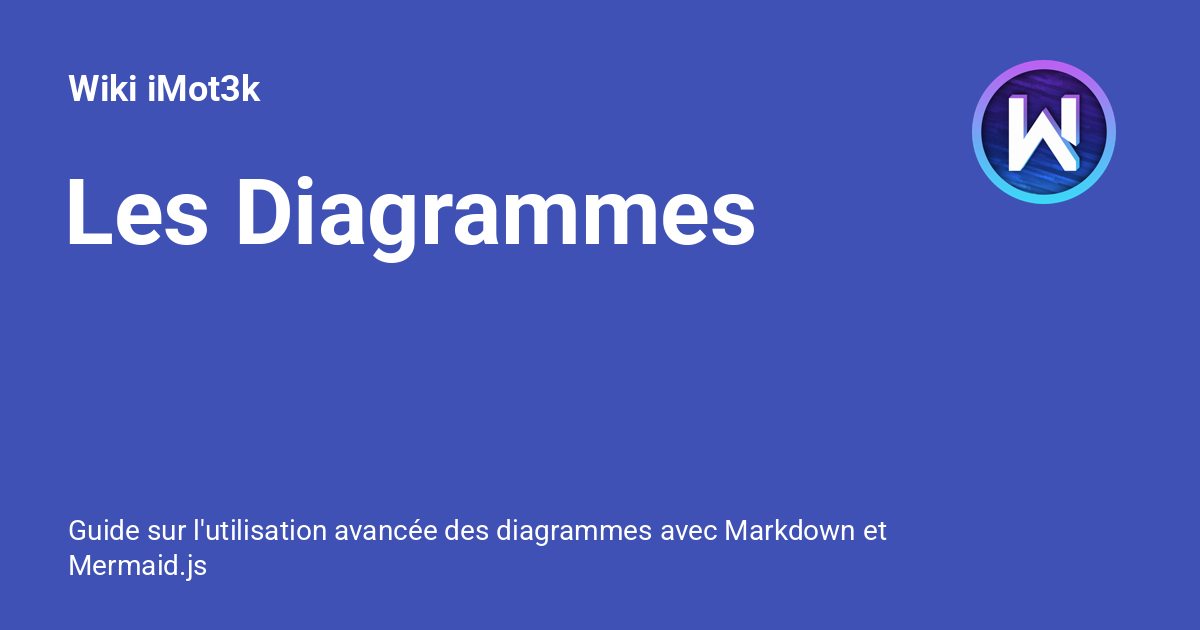 Wiki iMot3k
Les Diagrammes
Guide sur l'utilisation avancée des diagrammes avec Markdown et
Mermaid.js